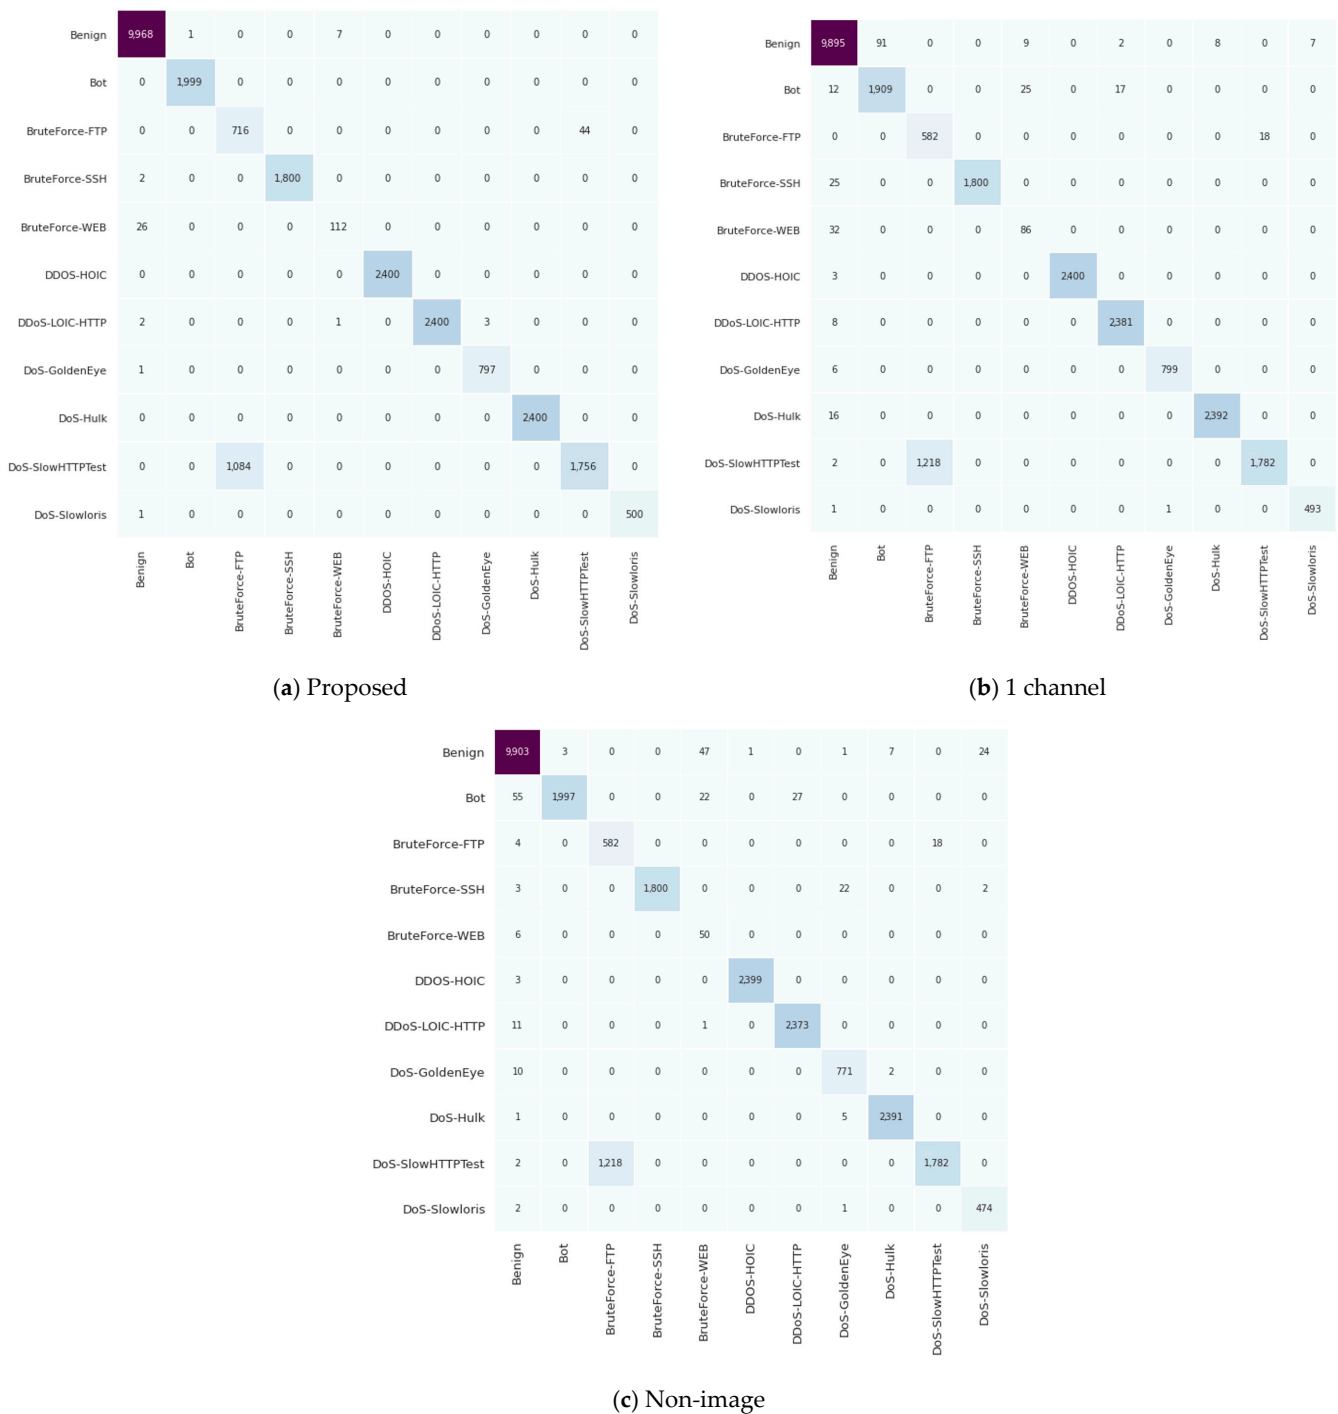 Benign 9,968 1 0 0 7 0 0 0 0 0 0
Bot 0 1,999 0 0 0 0 0 0 0 0 0
BruteForce-FTP 0 0 716 0 0 0 0 0 0 44 0
BruteForce-SSH 2 0 0 1,800 0 0 0 0 0 0 0
BruteForce-WEB 26 0 0 0 112 0 0 0 0 0 0
DDOS-HOIC 0 0 0 0 0 2,400 0 0 0 0 0
DDoS-LOIC-HTTP 2 0 0 0 1 0 2,400 3 0 0 0
DoS-GoldenEye 1 0 0 0 0 0 0 797 0 0 0
DoS-Hulk 0 0 0 0 0 0 0 0 2,400 0 0
DoS-SlowHTTPTest 0 0 1,084 0 0 0 0 0 0 1,756 0
DoS-Slowloris 1 0 0 0 0 0 0 0 0 0 500
Benign
Bot
BruteForce-FTP
BruteForce-SSH
BruteForce-WEB
DDOS-HOIC
DDoS-LOIC-HTTP
DoS-GoldenEye
DoS-Hulk
DoS-SlowHTTPTest
DoS-Slowloris
(a) Proposed
Benign 9,895 91 0 0 9 0 2 0 8 0 7
Bot 12 1,909 0 0 25 0 17 0 0 0 0
BruteForce-FTP 0 0 582 0 0 0 0 0 0 18 0
BruteForce-SSH 25 0 0 1,800 0 0 0 0 0 0 0
BruteForce-WEB 32 0 0 0 86 0 0 0 0 0 0
DDOS-HOIC 3 0 0 0 0 2,400 0 0 0 0 0
DDoS-LOIC-HTTP 8 0 0 0 0 0 2,381 0 0 0 0
DoS-GoldenEye 6 0 0 0 0 0 0 799 0 0 0
DoS-Hulk 16 0 0 0 0 0 0 0 2,392 0 0
DoS-SlowHTTPTest 2 0 1,218 0 0 0 0 0 0 1,782 0
DoS-Slowloris 1 0 0 0 0 0 0 1 0 0 493
Benign
Bot
BruteForce-FTP
BruteForce-SSH
BruteForce-WEB
DDOS-HOIC
DDoS-LOIC-HTTP
DoS-GoldenEye
DoS-Hulk
DoS-SlowHTTPTest
DoS-Slowloris
(b) 1 channel
Benign 9,903 3 0 0 47 1 0 1 7 0 24
Bot 55 1,997 0 0 22 0 27 0 0 0 0
BruteForce-FTP 4 0 582 0 0 0 0 0 0 18 0
BruteForce-SSH 3 0 0 1,800 0 0 0 22 0 0 2
BruteForce-WEB 6 0 0 0 50 0 0 0 0 0 0
DDOS-HOIC 3 0 0 0 0 2,399 0 0 0 0 0
DDoS-LOIC-HTTP 11 0 0 0 1 0 2,373 0 0 0 0
DoS-GoldenEye 10 0 0 0 0 0 0 771 2 0 0
DoS-Hulk 1 0 0 0 0 0 0 5 2,391 0 0
DoS-SlowHTTPTest 2 0 1,218 0 0 0 0 0 0 1,782 0
DoS-Slowloris 2 0 0 0 0 0 0 1 0 0 474
Benign
Bot
BruteForce-FTP
BruteForce-SSH
BruteForce-WEB
DDOS-HOIC
DDoS-LOIC-HTTP
DoS-GoldenEye
DoS-Hulk
DoS-SlowHTTPTest
DoS-Slowloris
(c) Non-image